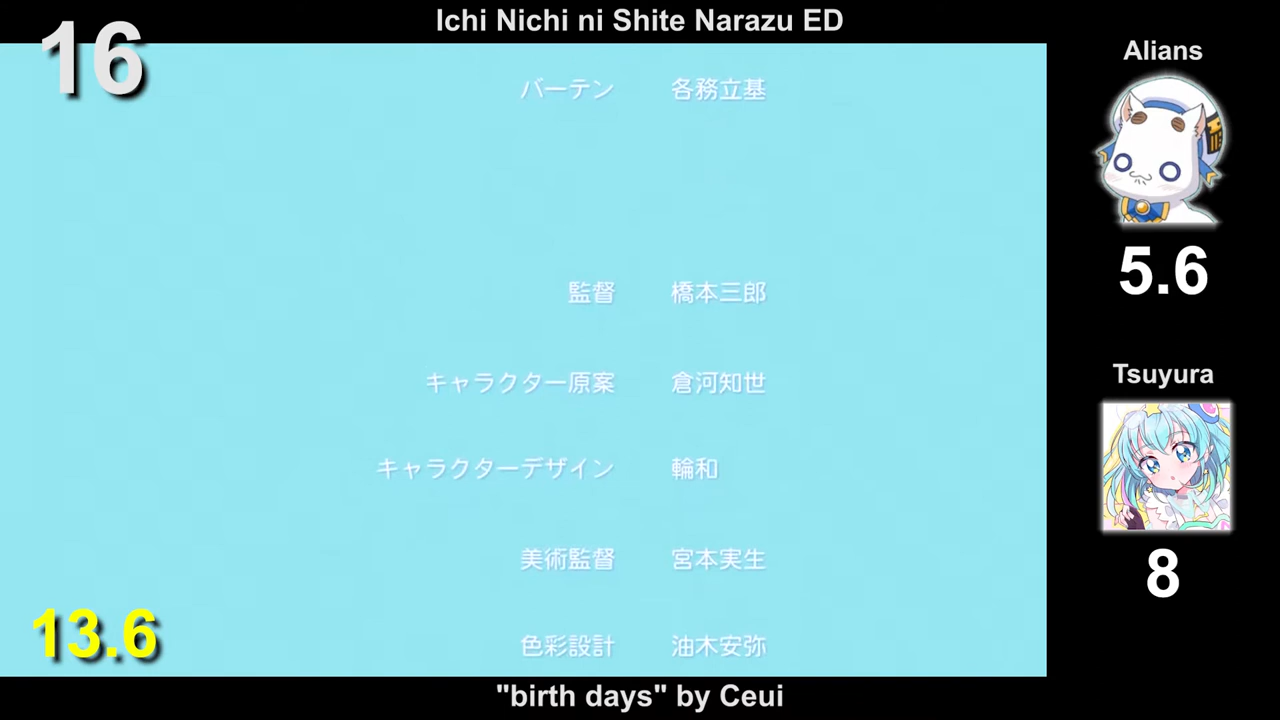 Ichi Nichi ni Shite Narazu ED
16
Alians
5.6
Tsuyura
8
バーテン 各務立基
監督 橋本三郎
キャラクター原案 倉河知世
キャラクターデザイン 輪和
美術監督 宮本実生
色彩設計 油木安弥
13.6
"birth days" by Ceui